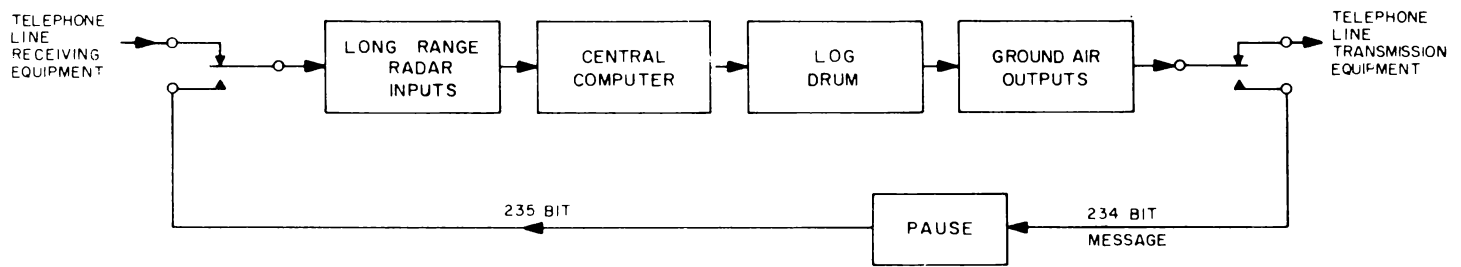 TELEPHONE
LINE
RECEIVING
EQUIPMENT
LONG RANGE
RADAR
INPUTS
CENTRAL
COMPUTER
LOG
DRUM
GROUND AIR
OUTPUTS
TELEPHONE
LINE
TRANSMISSION
EQUIPMENT
235 BIT
PAUSE
234 BIT
MESSAGE